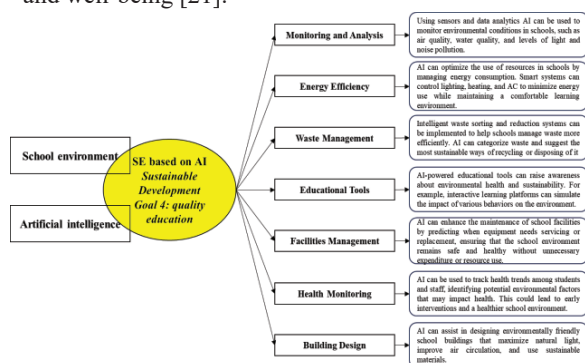 and well-being [21].
School environment
Artificial intelligence
SE based on AI
Sustainable
Development
Goal 4: quality
education
Monitoring and Analysis
Using sensors and data analytics AI can be used to
monitor environmental conditions in schools, such as
air quality, water quality, and levels of light and
noise pollution.
Energy Efficiency
AI can optimize the use of resources in schools by
managing energy consumption. Smart systems can
control lighting, heating, and AC to minimize energy
use while maintaining a comfortable learning
environment.
Waste Management
Intelligent waste sorting and reduction systems can
be implemented to help schools manage waste more
efficiently. AI can categorize waste and suggest the
most sustainable ways of recycling or disposing of it
Educational Tools
AI-powered educational tools can raise awareness
about environmental health and sustainability. For
example, interactive learning platforms can simulate
the impact of various behaviors on the environment.
Facilities Management
AI can enhance the maintenance of school facilities
by predicting when equipment needs servicing or
replacement, ensuring that the school environment
remains safe and healthy without unnecessary
expenditure or resource use.
Health Monitoring
AI can be used to track health trends among students
and staff, identifying potential environmental factors
that may impact health. This could lead to early
interventions and a healthier school environment.
Building Design
AI can assist in designing environmentally friendly
school buildings that maximize natural light,
improve air circulation, and use sustainable
materials.